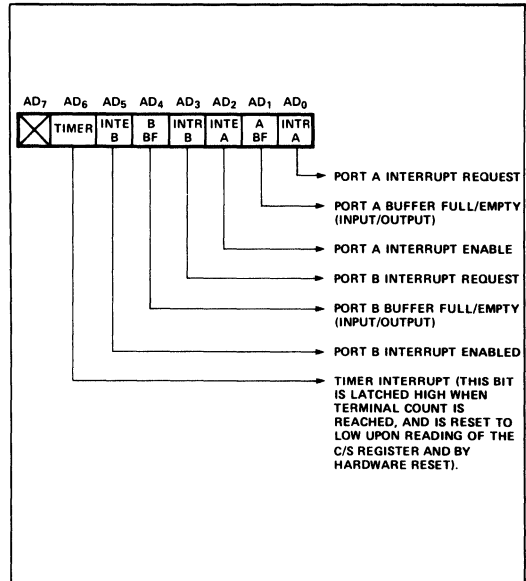 AD7 AD6 AD5 AD4 AD3 AD2 AD1 AD0
TIMER INTE B B BF INTR B INTE A A BF INTR A
PORT A INTERRUPT REQUEST
PORT A BUFFER FULL/EMPTY
(INPUT/OUTPUT)
PORT A INTERRUPT ENABLE
PORT B INTERRUPT REQUEST
PORT B BUFFER FULL/EMPTY
(INPUT/OUTPUT)
PORT B INTERRUPT ENABLED
TIMER INTERRUPT (THIS BIT
IS LATCHED HIGH WHEN
TERMINAL COUNT IS
REACHED, AND IS RESET TO
LOW UPON READING OF THE
C/S REGISTER AND BY
HARDWARE RESET).